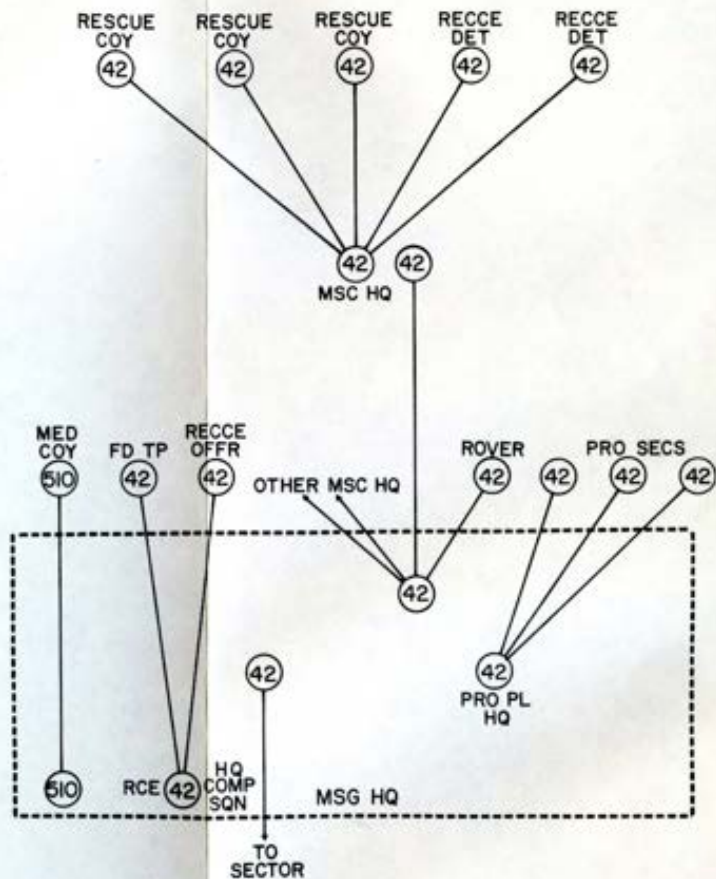 RESCUE COY
RESCUE COY
RESCUE COY
RECCE DET
RECCE DET
42 42 42 42 42
42 42
MSC HQ
MED COY
FD TP
RECCE OFFR
ROVER
PRO SECS
510 42 42 42 42 42 42
OTHER MSC HQ
42
42 42
PRO PL HQ
510 RCE 42 HQ COMP SQN
MSG HQ
TO SECTOR